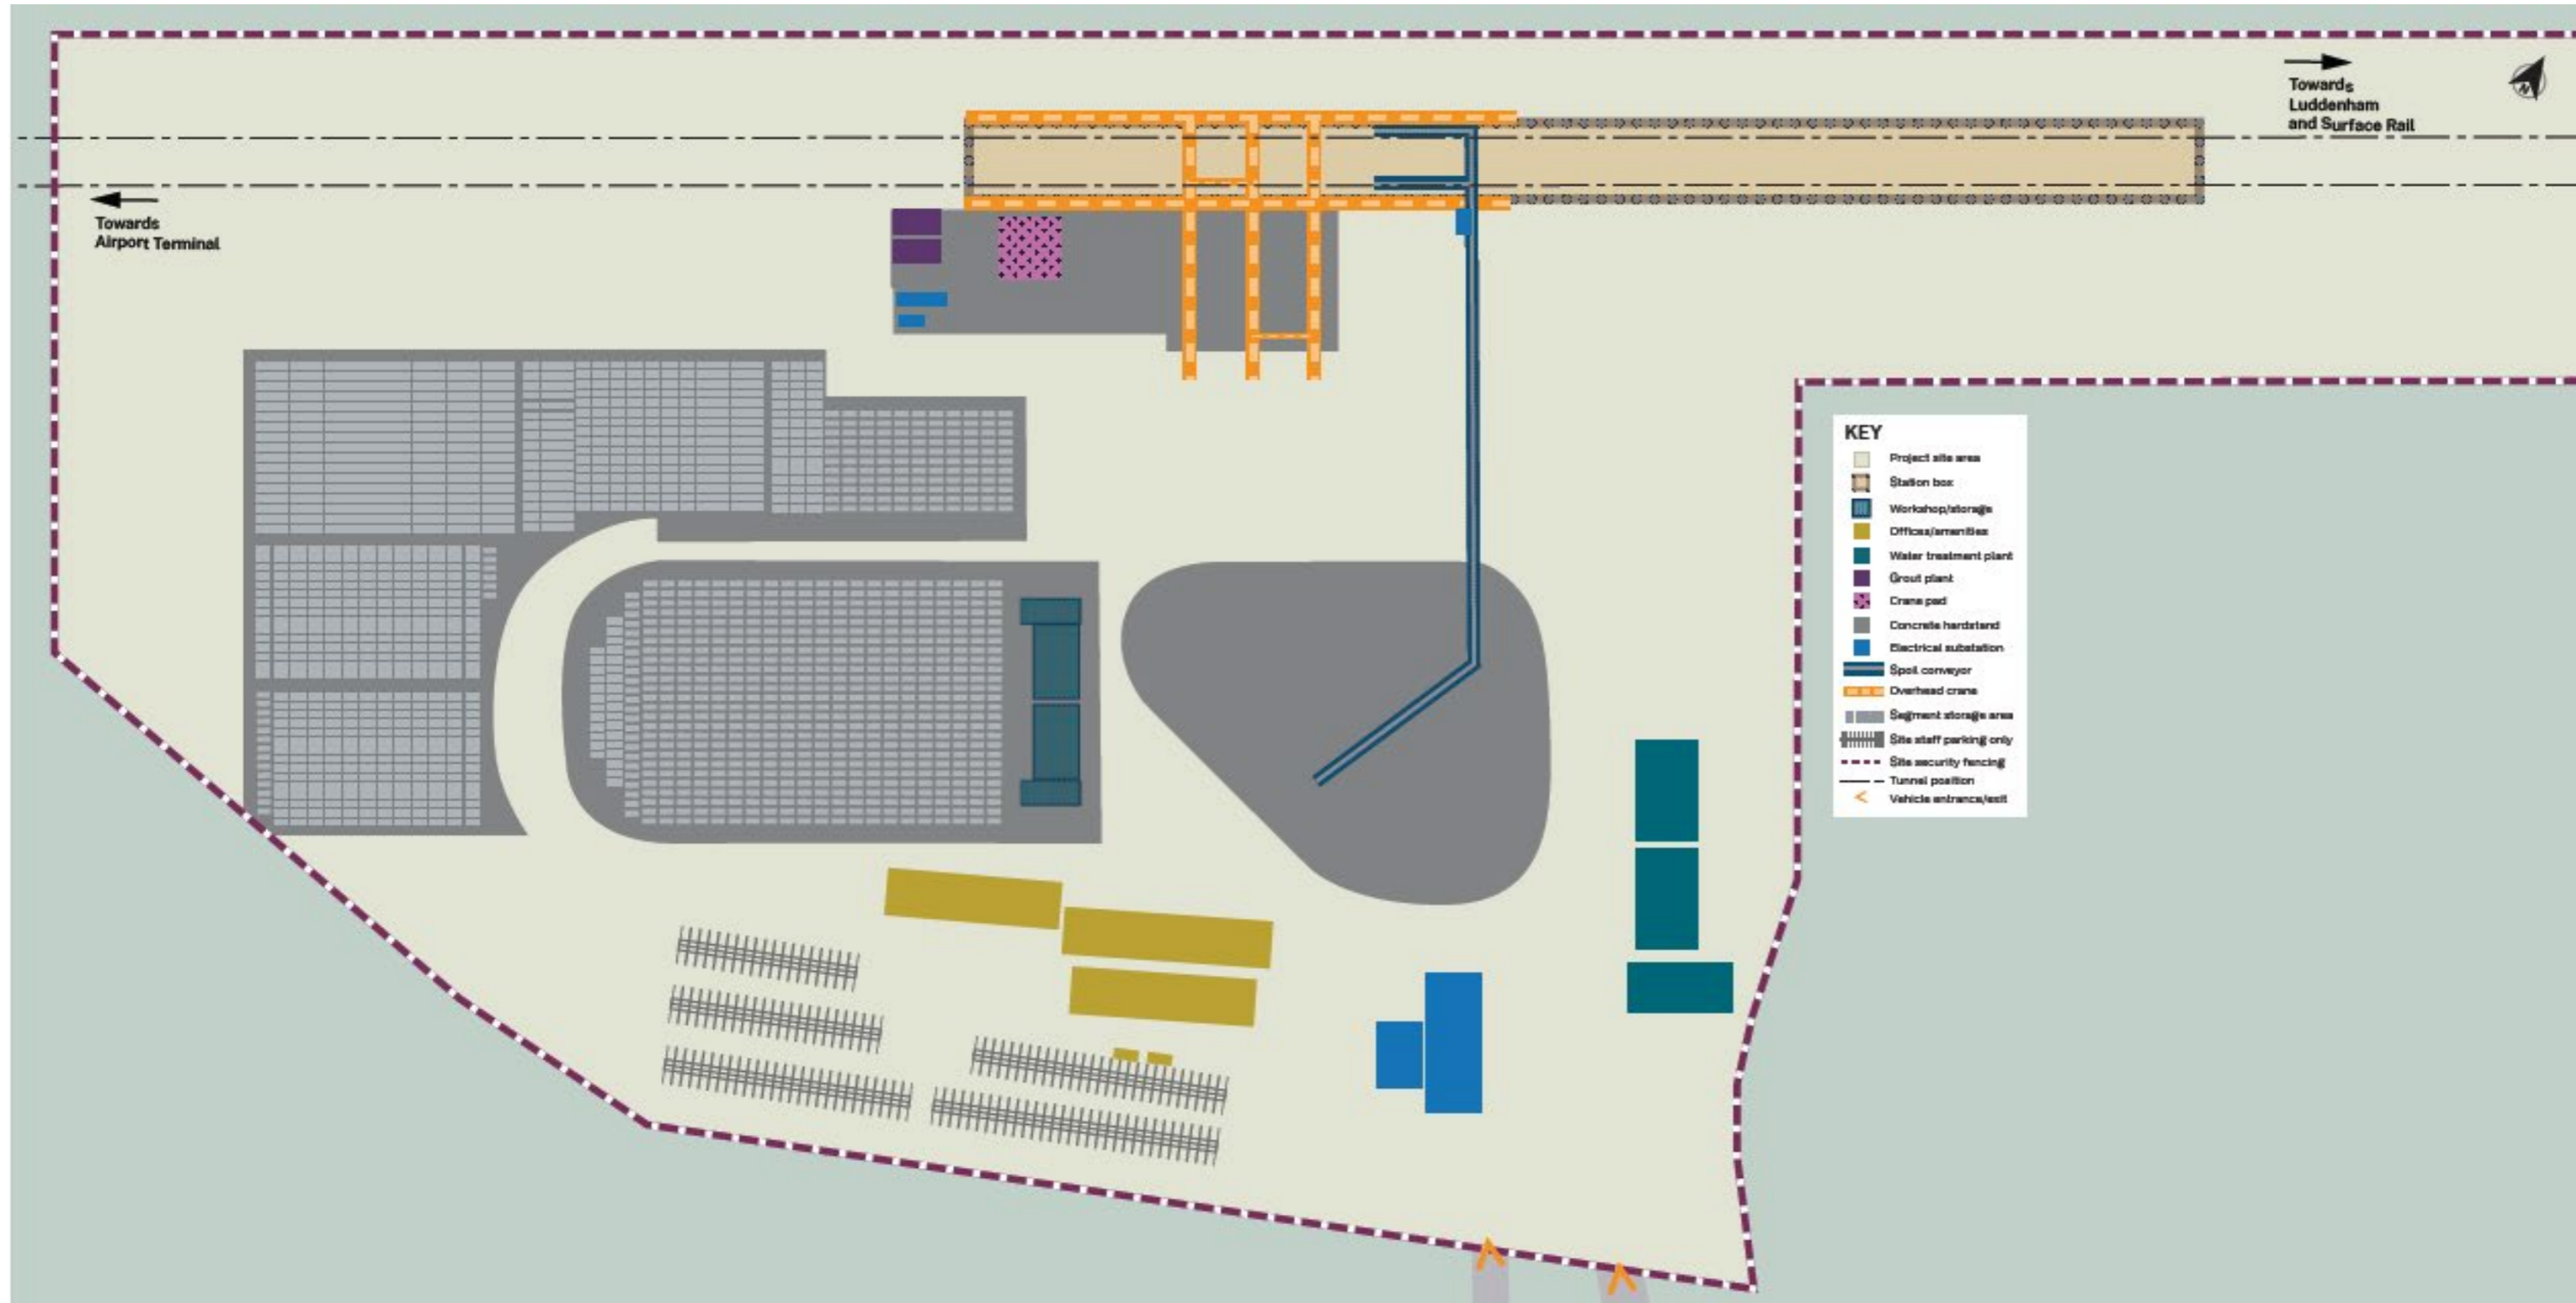 Towards
Luddenham
and Surface Rail
N
Towards
Airport Terminal
KEY
Project site area
Station box
Workshop/storage
Offices/amenities
Water treatment plant
Grout plant
Crane pad
Concrete hardstand
Electrical substation
Spoil conveyor
Overhead crane
Segment storage area
Site staff parking only
Site security fencing
Tunnel position
Vehicle entrance/exit